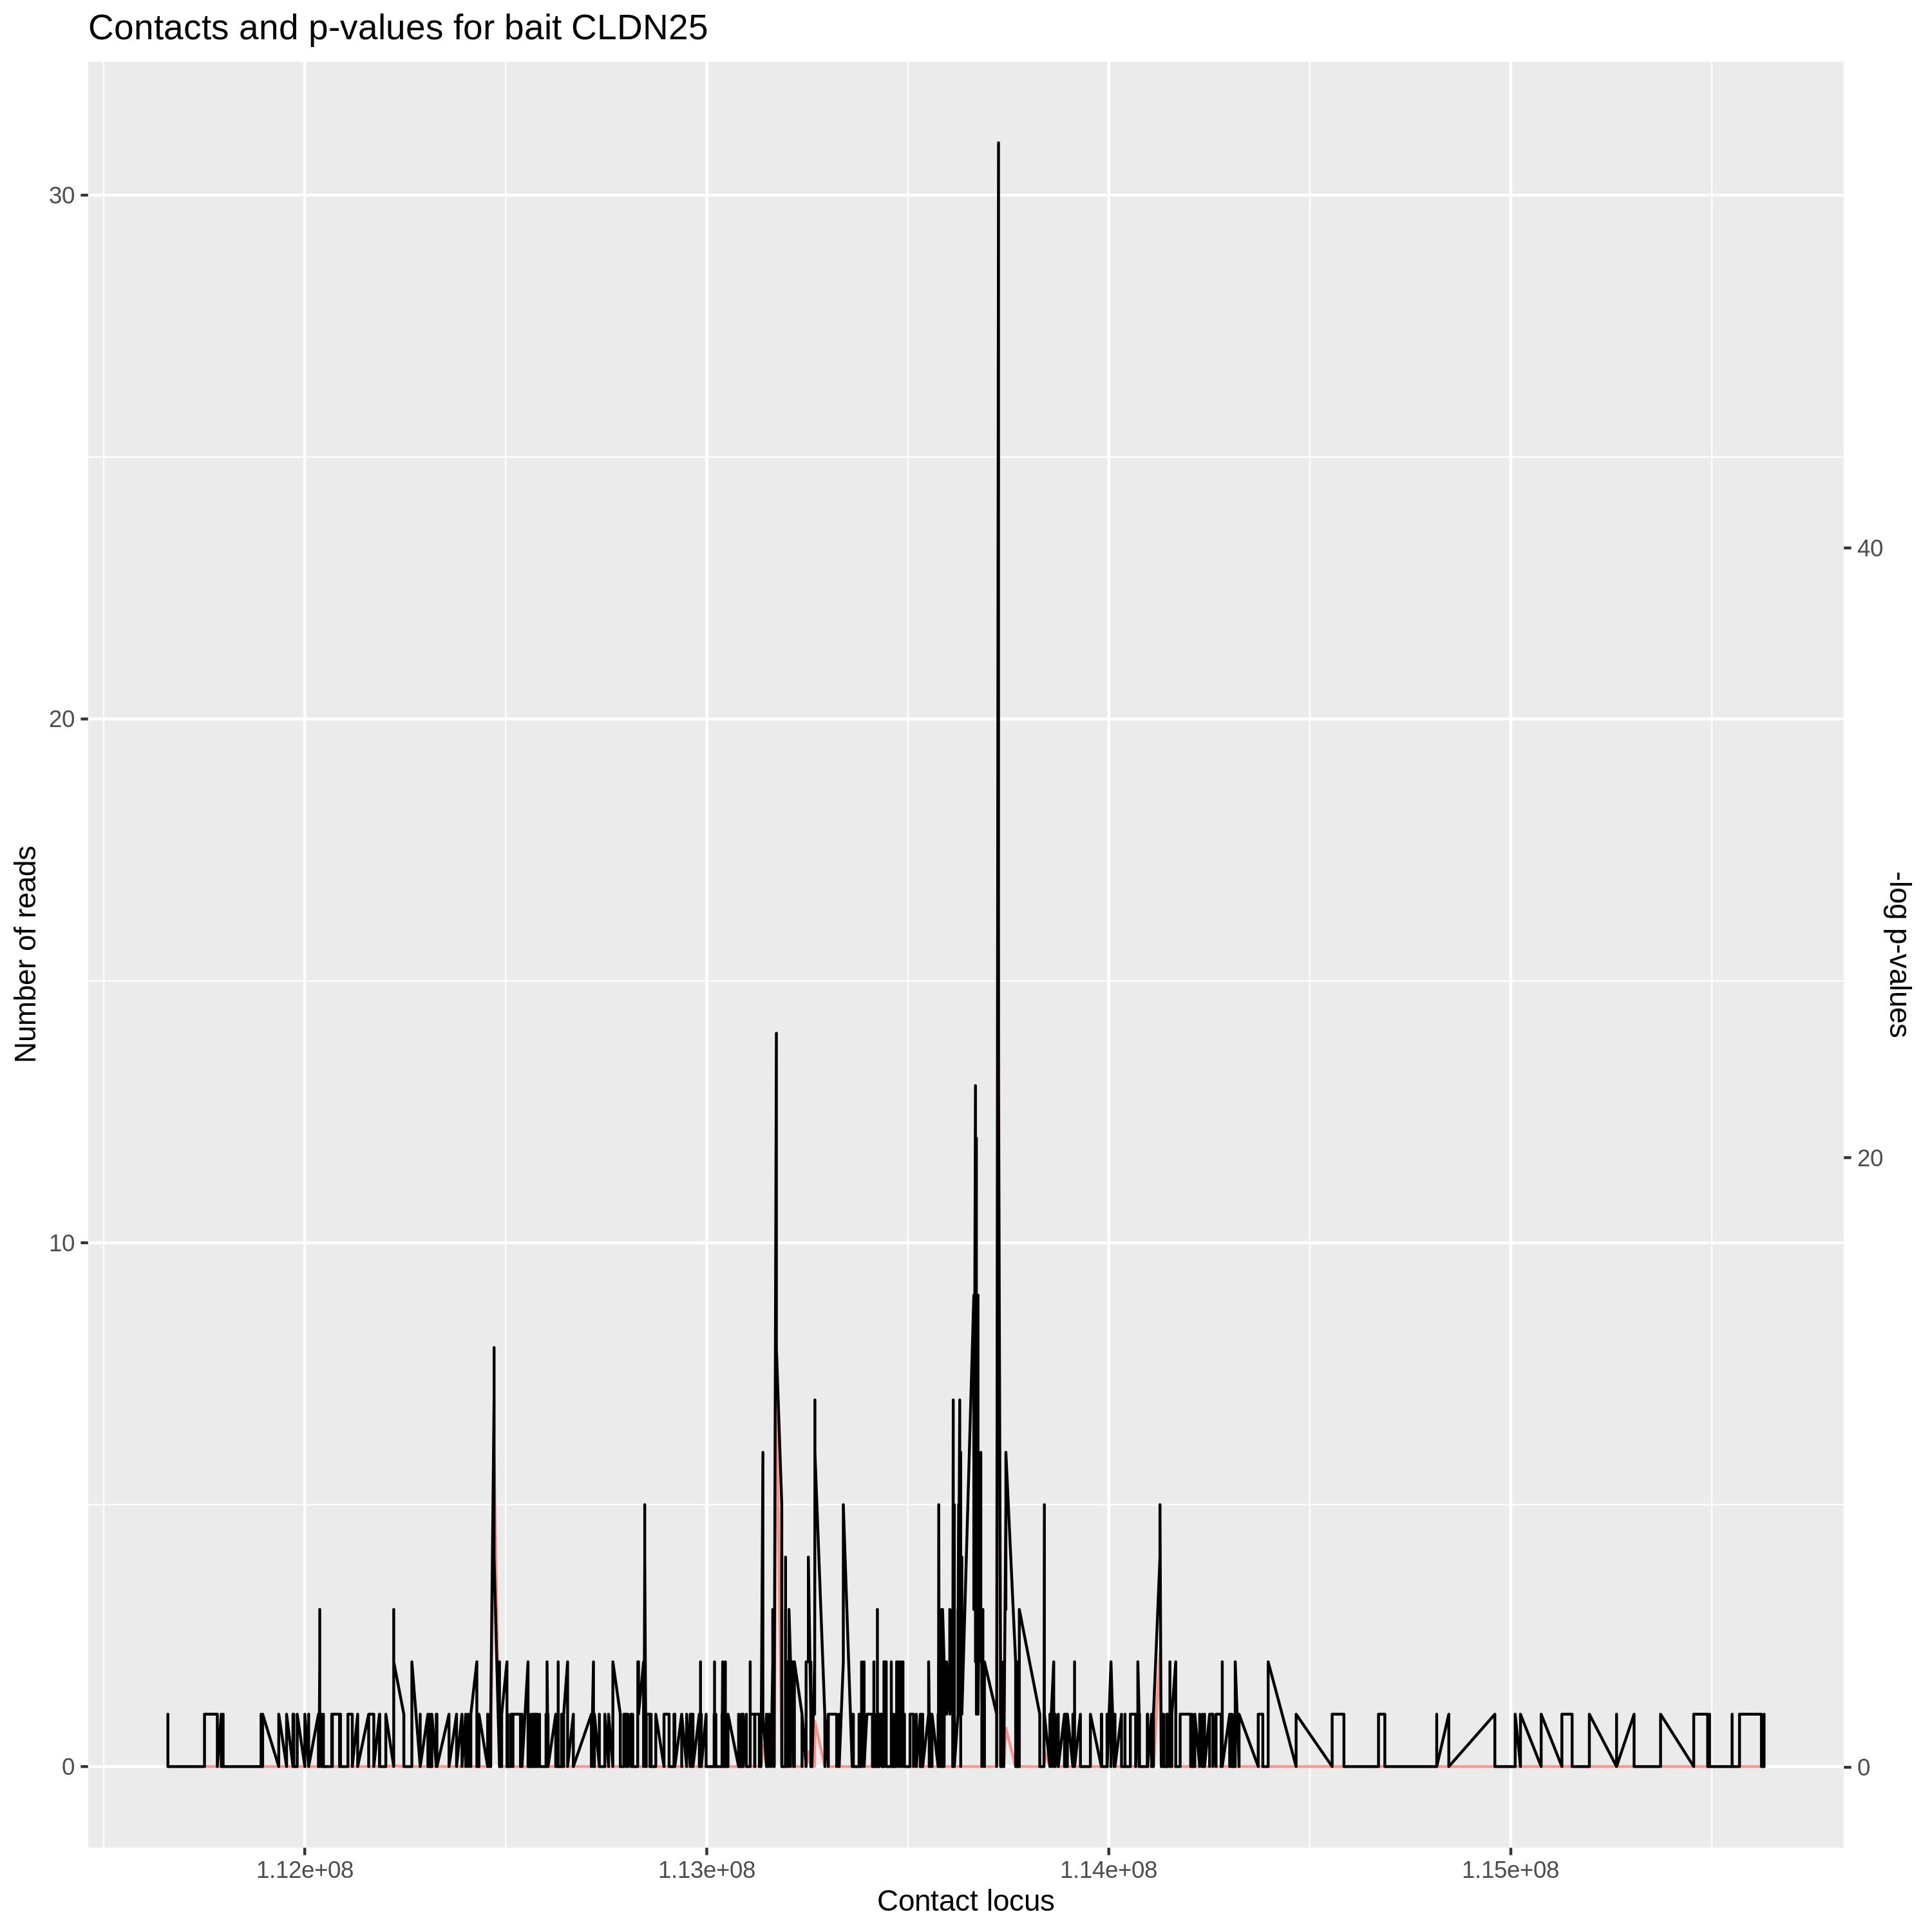 Contacts and p-values for bait CLDN25
30
20
10
0
Number of reads
40
20
0
-log p-values
1.12e+08
1.13e+08
1.14e+08
1.15e+08
Contact locus